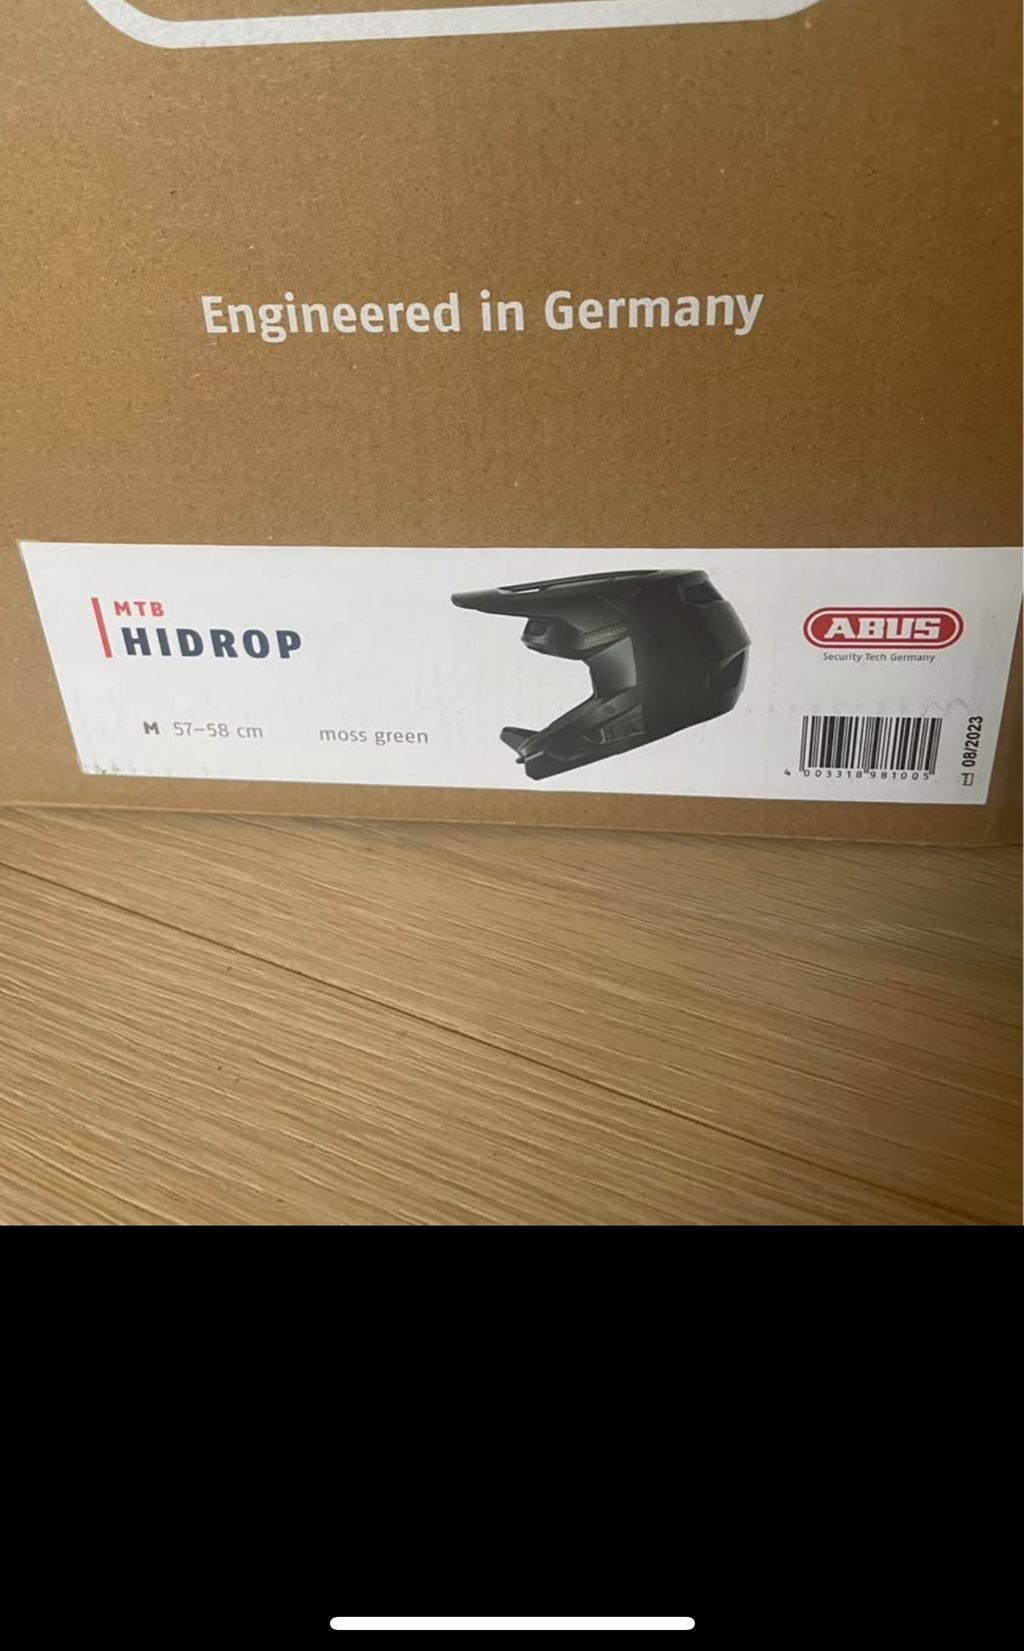 Engineered in Germany
MTB
HIDROP
M 57–58 cm
moss green
ABUS
Security Tech Germany
4 003318 981005
08/2023